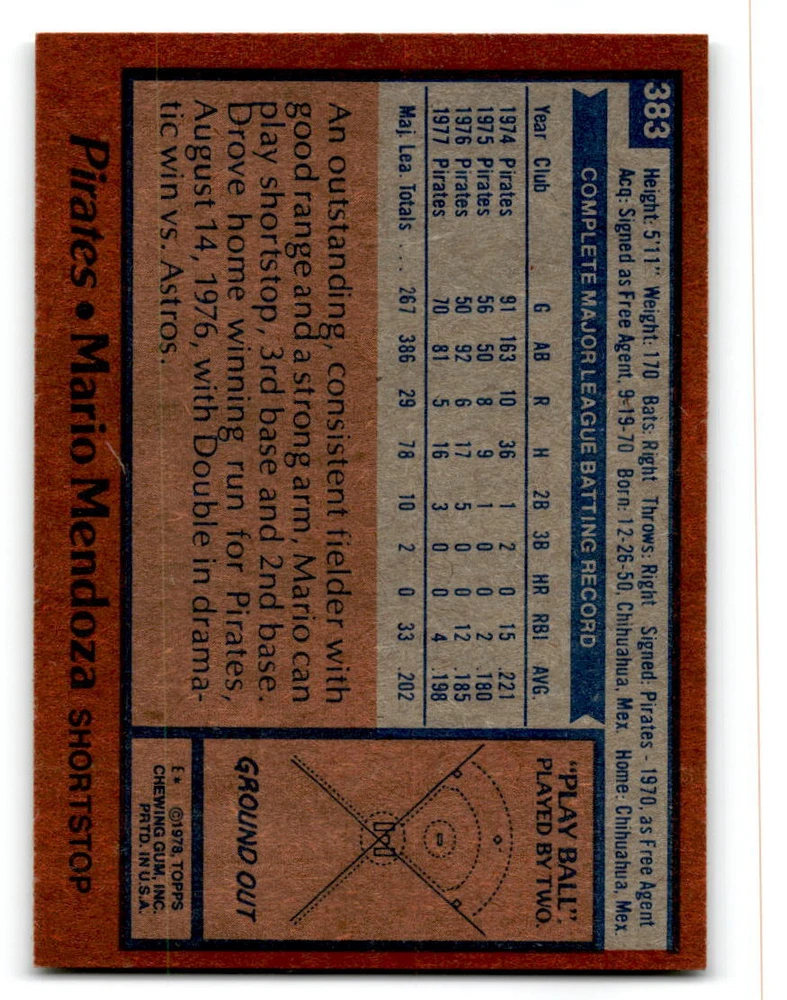 383
Height: 5'11" Weight: 170 Bats: Right Throws: Right Signed: Pirates - 1970, as Free Agent
Acq: Signed as Free Agent, 9-19-70 Born: 12-26-50, Chihuahua, Mex. Home: Chihuahua, Mex.
COMPLETE MAJOR LEAGUE BATTING RECORD
Year Club G AB R H 2B 3B HR RBI AVG.
1974 Pirates 91 163 10 36 1 2 0 15 .221
1975 Pirates 56 50 8 9 1 0 0 2 .180
1976 Pirates 50 92 6 17 5 0 0 12 .185
1977 Pirates 70 81 5 16 3 0 0 4 .198
Maj. Lea Totals .... 267 386 29 78 10 2 0 33 .202
An outstanding, consistent fielder with
good range and a strong arm, Mario can
play shortstop, 3rd base and 2nd base.
Drove home winning run for Pirates,
August 14, 1976, with Double in drama-
tic win vs. Astros.
"PLAY BALL"
PLAYED BY TWO.
GROUND OUT
E* ©1978, TOPPS
CHEWING GUM, INC.
PRTD. IN U.S.A.
Pirates • Mario Mendoza SHORTSTOP